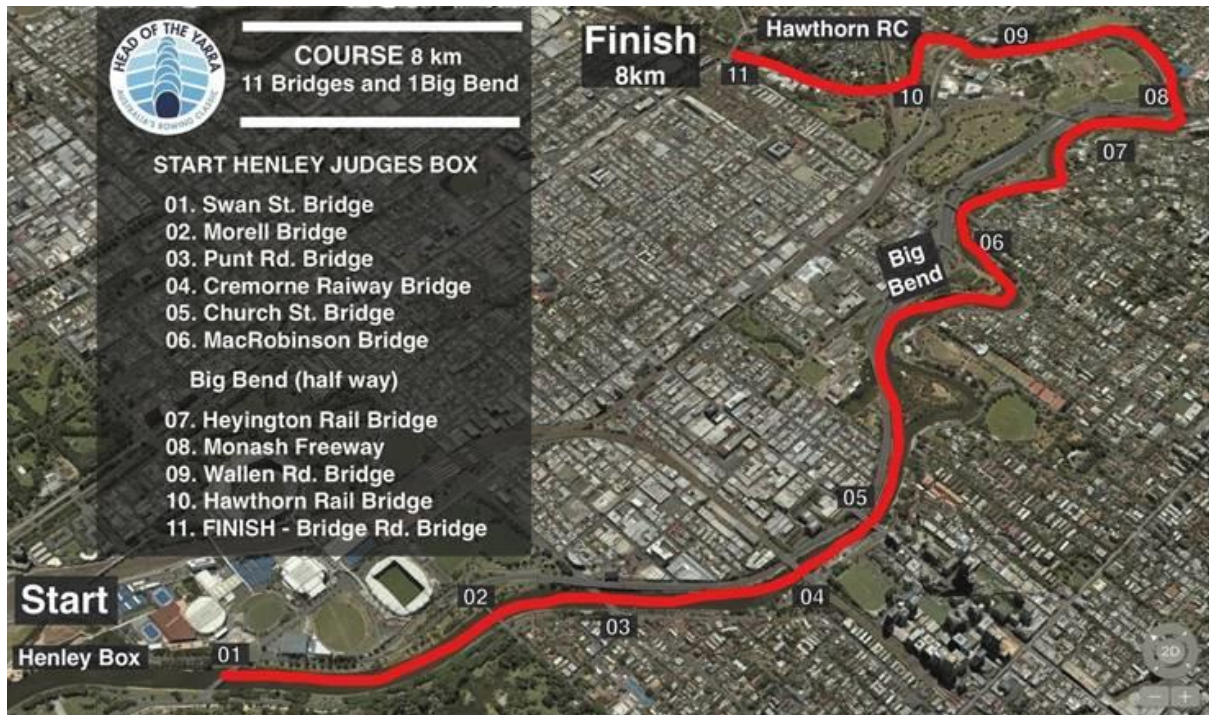 HEAD OF THE YARRA
AUSTRALIA'S ROWING CLASSIC
COURSE 8 km
11 Bridges and 1Big Bend
START HENLEY JUDGES BOX
01. Swan St. Bridge
02. Morell Bridge
03. Punt Rd. Bridge
04. Cremorne Raiway Bridge
05. Church St. Bridge
06. MacRobinson Bridge
Big Bend (half way)
07. Heyington Rail Bridge
08. Monash Freeway
09. Wallen Rd. Bridge
10. Hawthorn Rail Bridge
11. FINISH - Bridge Rd. Bridge
Start
Henley Box
01
02
03
04
05
Big
Bend
06
07
08
09
10
Hawthorn RC
11
Finish
8km
2D